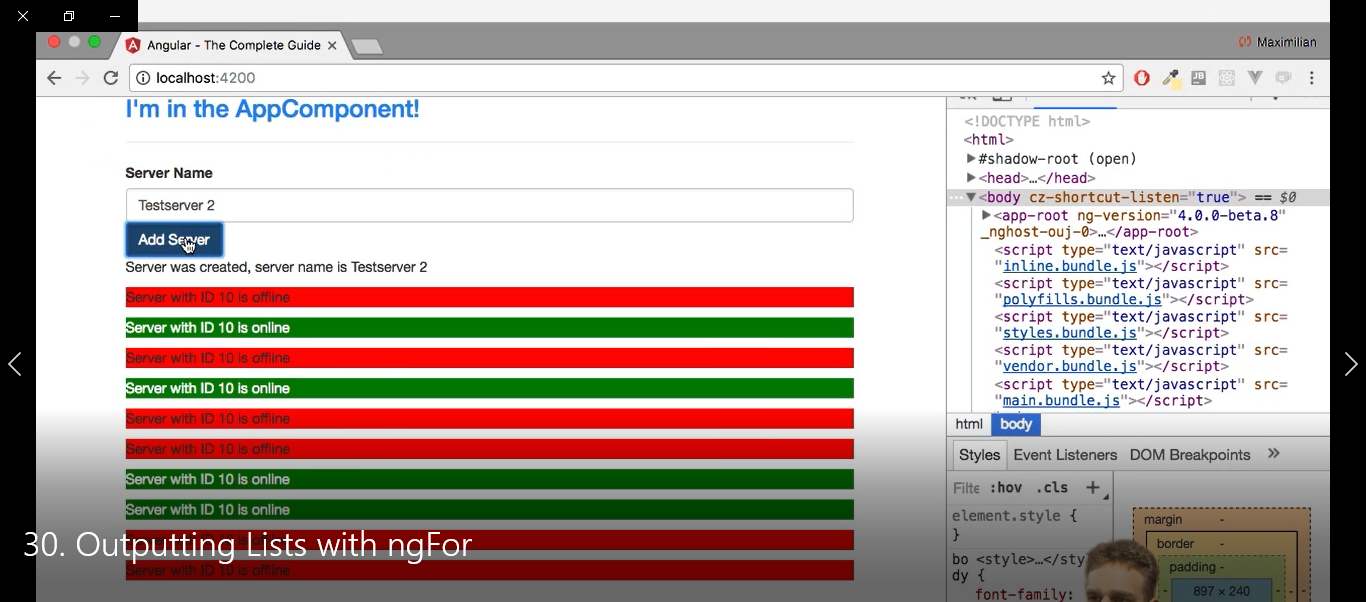 Angular - The Complete Guide
Maximilian
localhost:4200
I'm in the AppComponent!
Server Name
Testserver 2
Add Server
Server was created, server name is Testserver 2
Server with ID 10 is offline
Server with ID 10 is online
Server with ID 10 is offline
Server with ID 10 is online
Server with ID 10 is offline
Server with ID 10 is offline
Server with ID 10 is online
Server with ID 10 is online
Server with ID 10 is offline
Server with ID 10 is offline
30. Outputting Lists with ngFor
<!DOCTYPE html>
<html>
#shadow-root (open)
<head>…</head>
<body cz-shortcut-listen="true"> == $0
<app-root ng-version="4.0.0-beta.8"
_nghost-ouj-0>…</app-root>
<script type="text/javascript" src=
"inline.bundle.js"></script>
<script type="text/javascript" src=
"polyfills.bundle.js"></script>
<script type="text/javascript" src=
"styles.bundle.js"></script>
<script type="text/javascript" src=
"vendor.bundle.js"></script>
<script type="text/javascript" src=
"main.bundle.js"></script>
html body
Styles Event Listeners DOM Breakpoints »
Filte :hov .cls +
element.style {
}
bo <style>…</sty
dy {
font-family:
margin -
border -
padding -
897 × 240